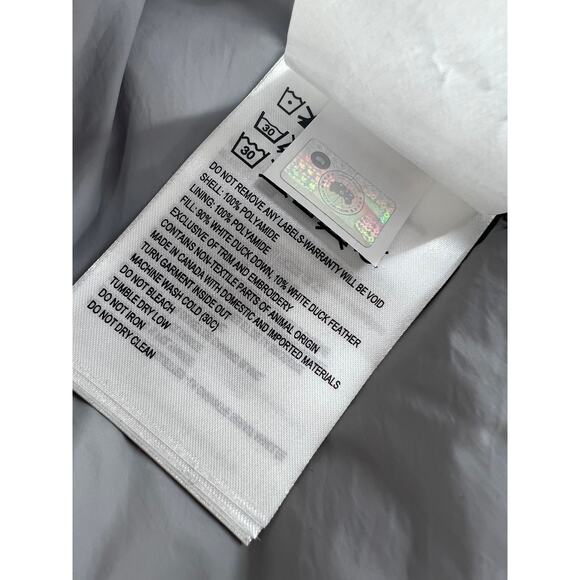 30
30
DO NOT REMOVE ANY LABELS-WARRANTY WILL BE VOID
SHELL: 100% POLYAMIDE
LINING: 100% POLYAMIDE
FILL: 90% WHITE DUCK DOWN, 10% WHITE DUCK FEATHER
EXCLUSIVE OF TRIM AND EMBROIDERY
CONTAINS NON-TEXTILE PARTS OF ANIMAL ORIGIN
MADE IN CANADA WITH DOMESTIC AND IMPORTED MATERIALS
TURN GARMENT INSIDE OUT
MACHINE WASH COLD (30C)
DO NOT BLEACH
TUMBLE DRY LOW
DO NOT IRON
DO NOT DRY CLEAN